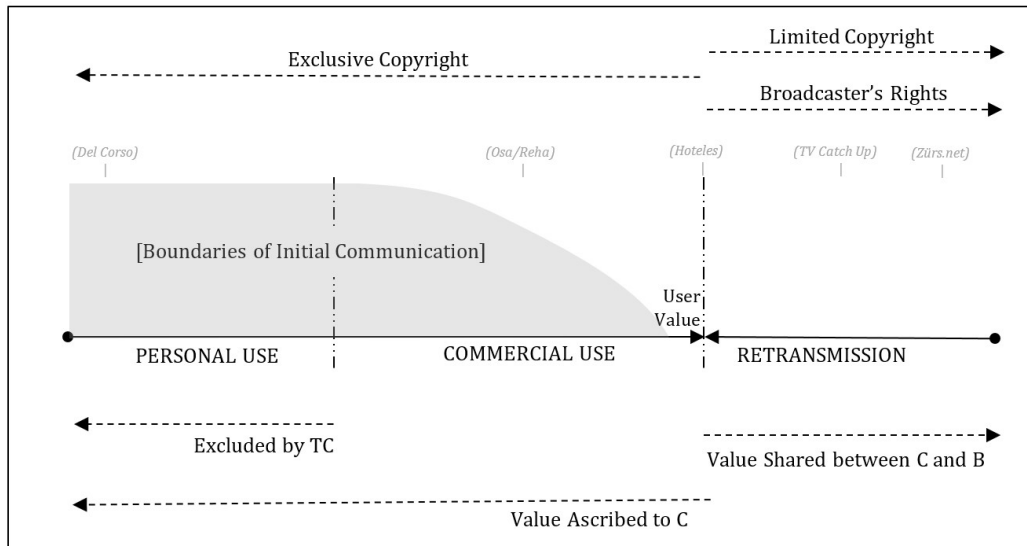 Limited Copyright
Exclusive Copyright
Broadcaster's Rights
(Del Corso)
(Osa/Reha)
(Hoteles)
(TV Catch Up)
(Zürs.net)
[Boundaries of Initial Communication]
User
Value
PERSONAL USE
COMMERCIAL USE
RETRANSMISSION
Excluded by TC
Value Shared between C and B
Value Ascribed to C